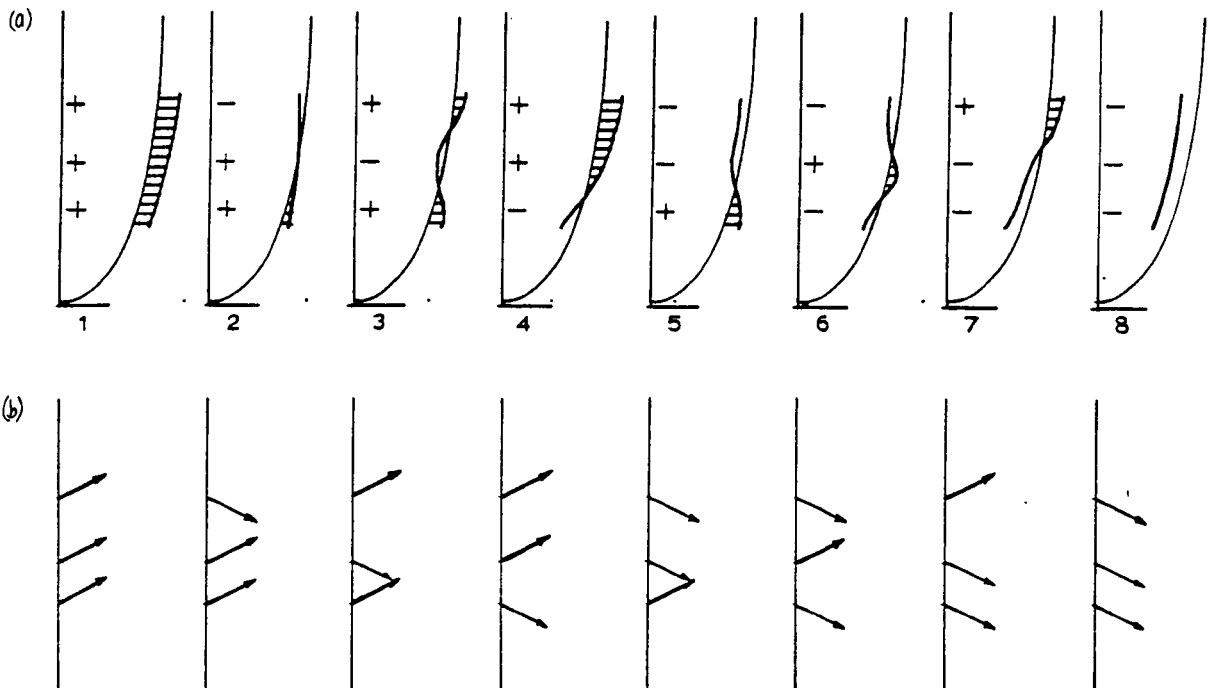 (a)
+ - + + - - + -
+ + - + - + - -
+ + + - + - - -
1 2 3 4 5 6 7 8
(b)